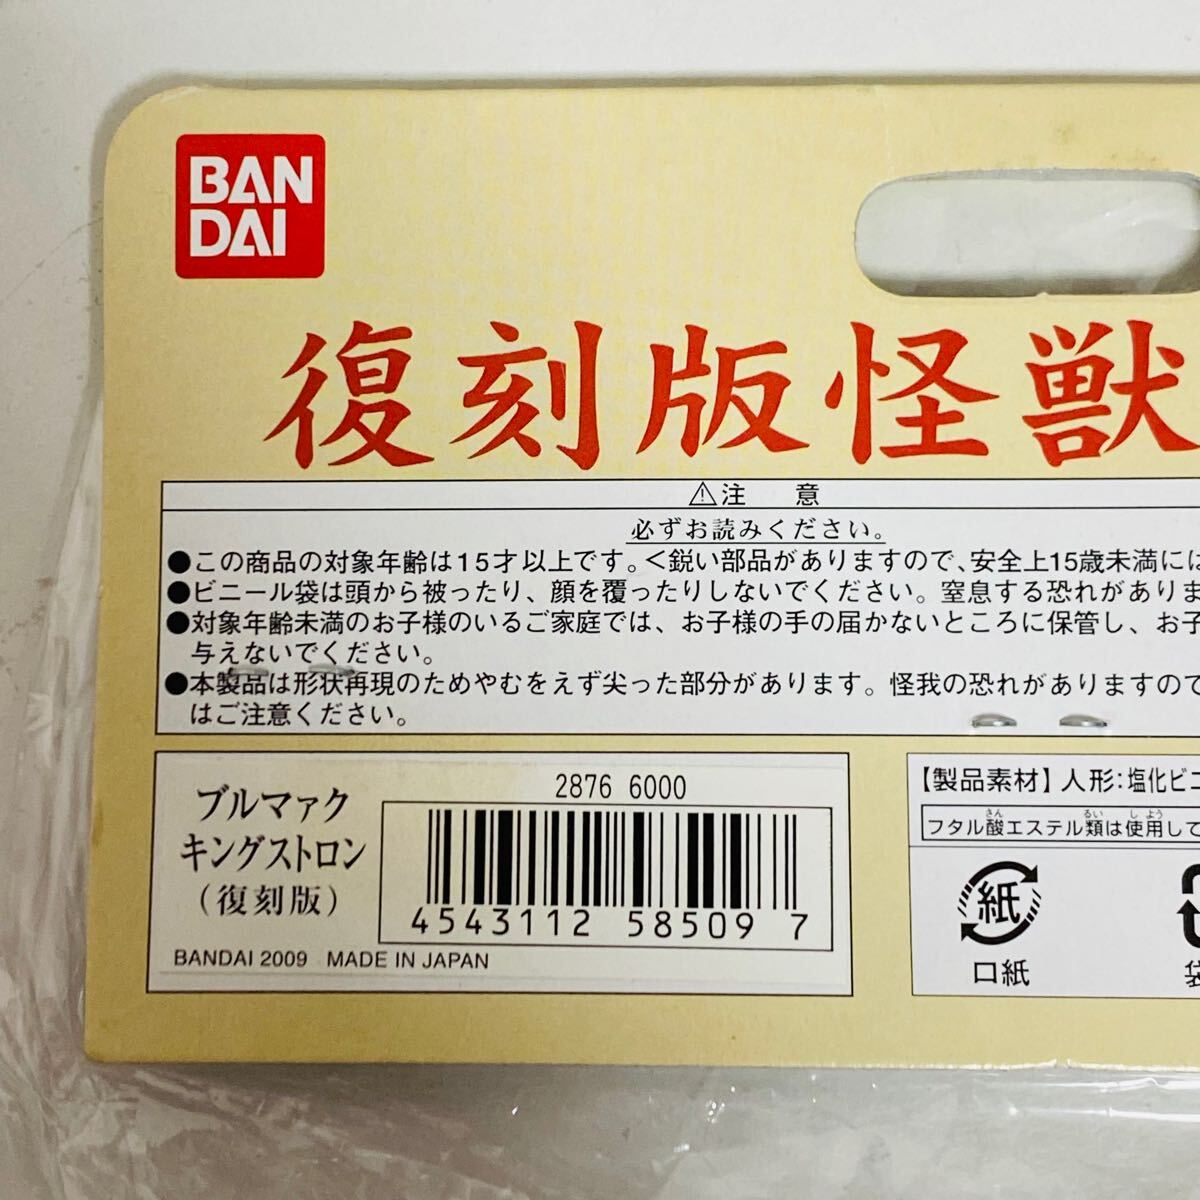 BAN
DAI
復刻版怪獣
⚠注　意
必ずお読みください。
●この商品の対象年齢は15才以上です。<鋭い部品がありますので、安全上15歳未満には
●ビニール袋は頭から被ったり、顔を覆ったりしないでください。窒息する恐れがありま
●対象年齢未満のお子様のいるご家庭では、お子様の手の届かないところに保管し、お子
与えないでください。
●本製品は形状再現のためやむをえず尖った部分があります。怪我の恐れがありますので
はご注意ください。
ブルマァク
キングストロン
(復刻版)
2876 6000
4543112 58509 7
BANDAI 2009 MADE IN JAPAN
【製品素材】人形:塩化ビニ
フタル酸エステル類は使用して
紙
口紙
袋